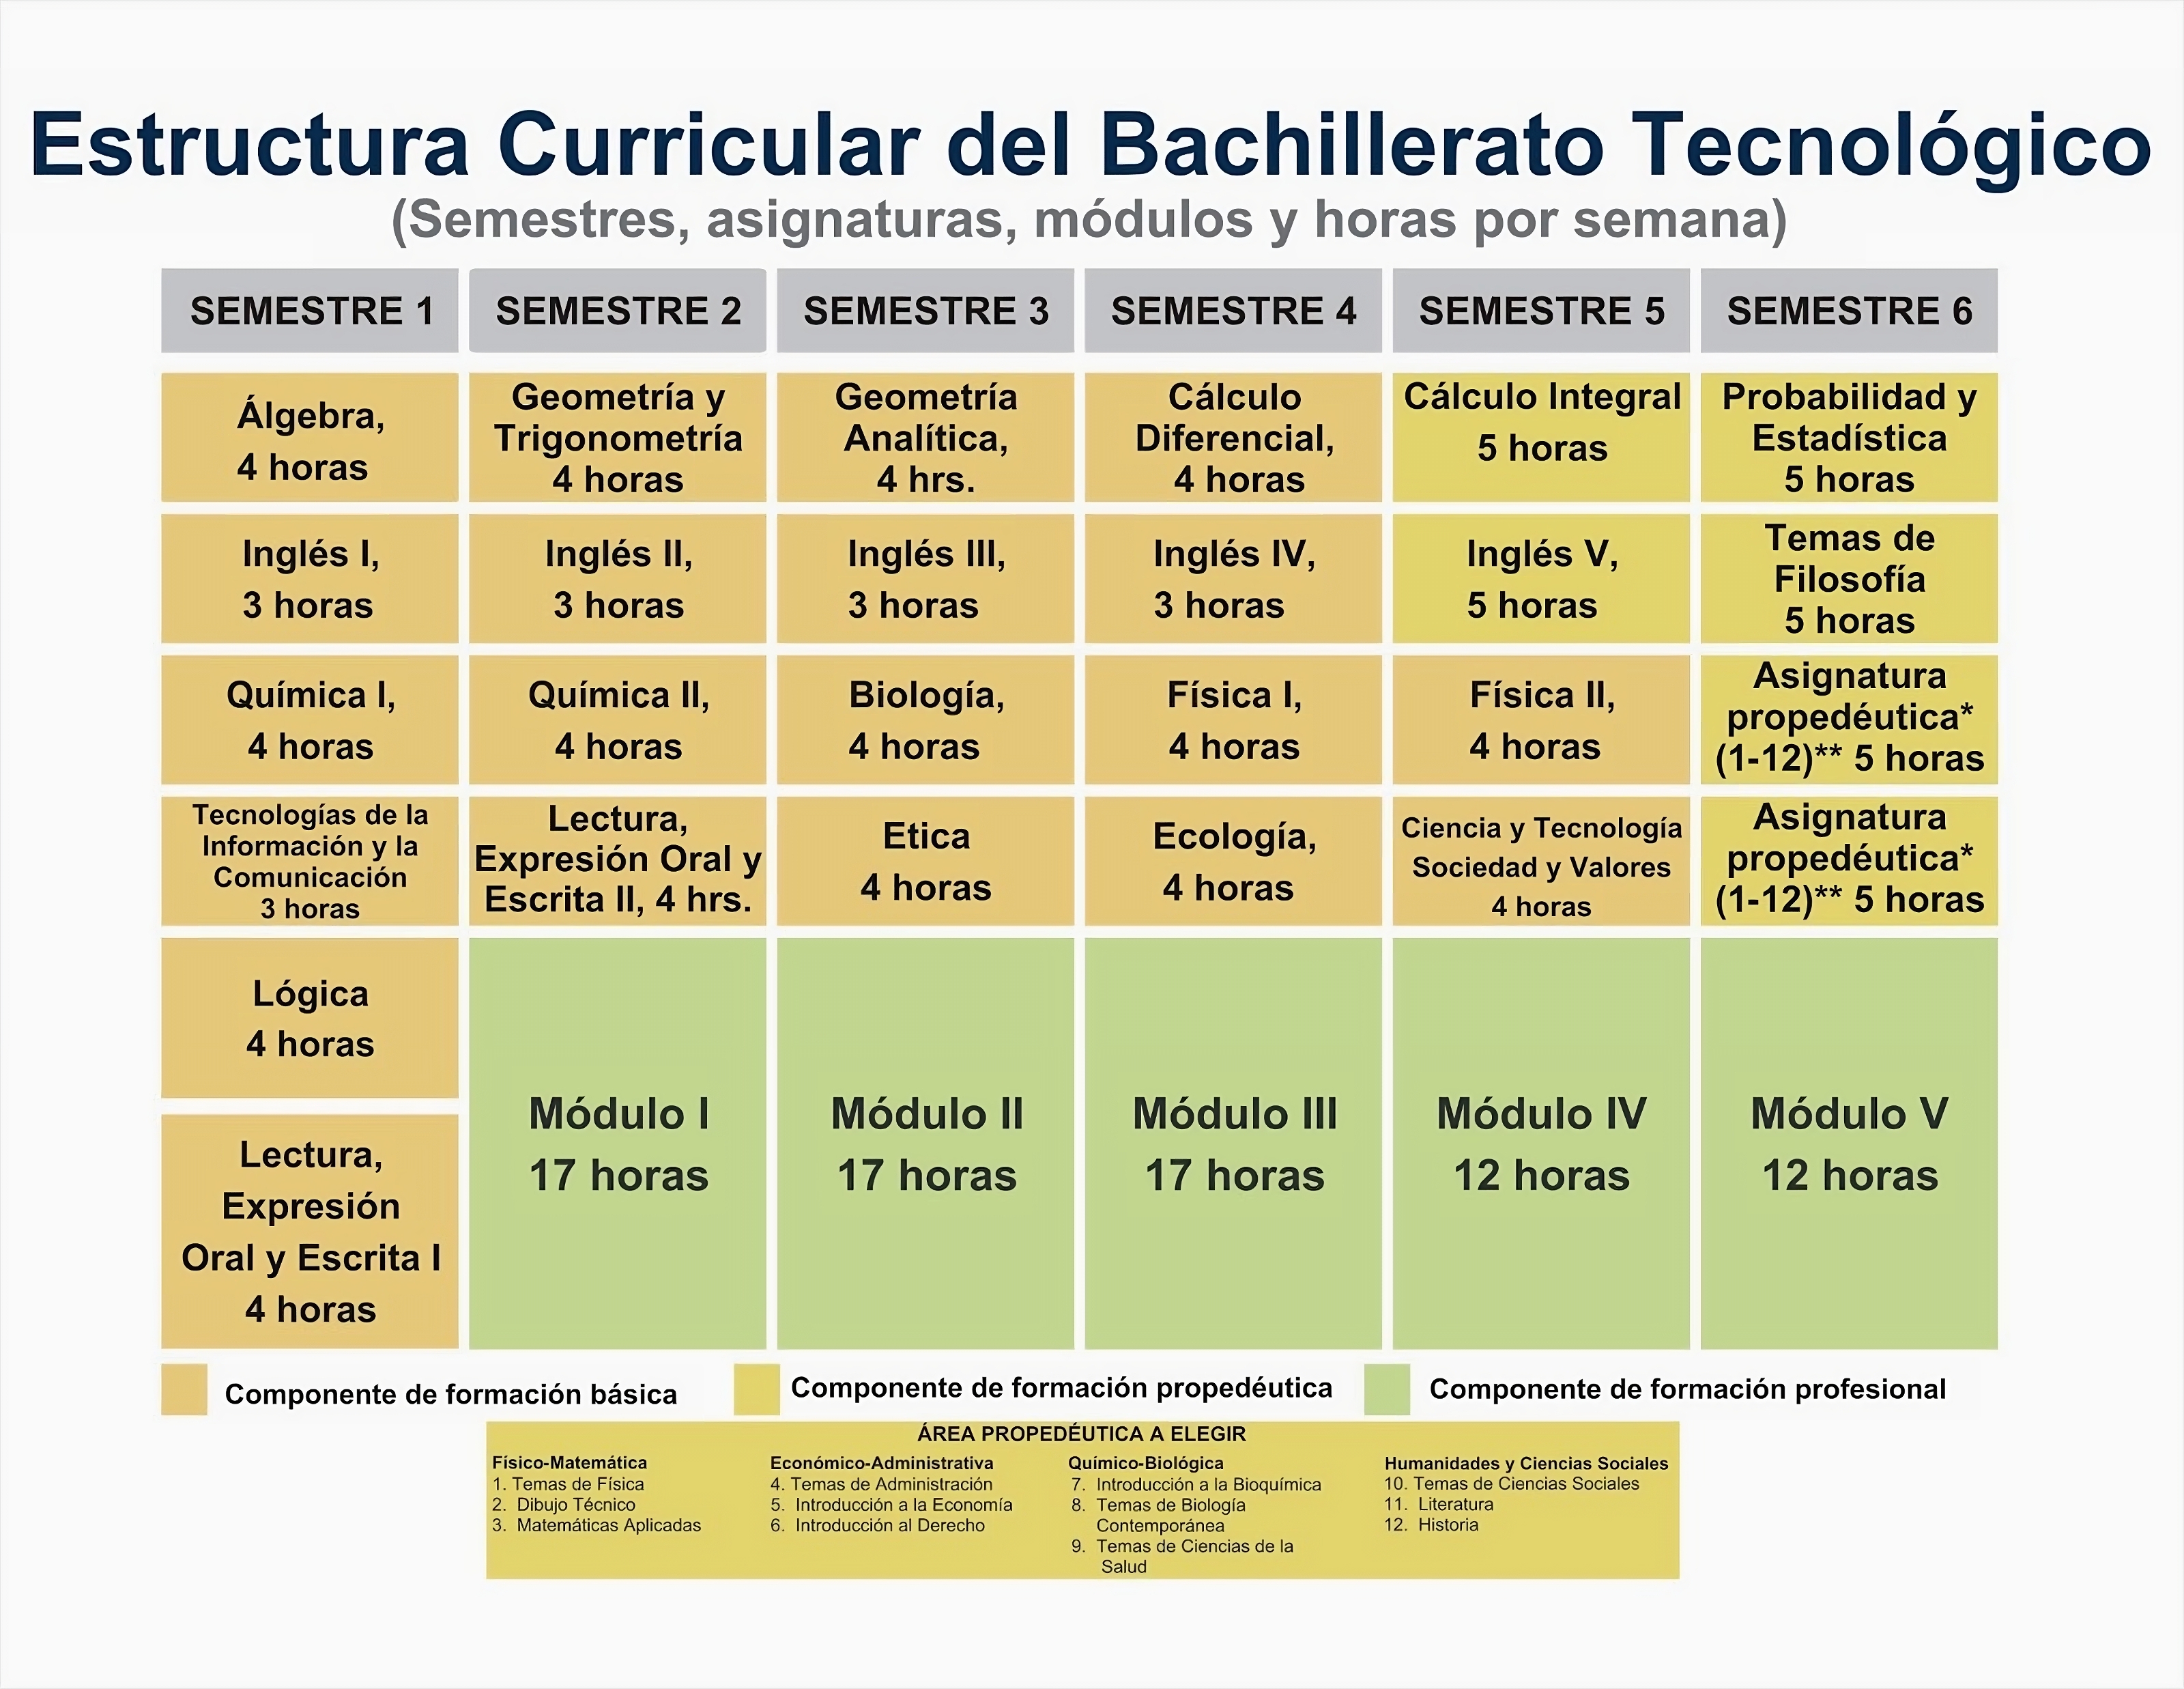 Estructura Curricular del Bachillerato Tecnológico
(Semestres, asignaturas, módulos y horas por semana)
SEMESTRE 1
SEMESTRE 2
SEMESTRE 3
SEMESTRE 4
SEMESTRE 5
SEMESTRE 6
Álgebra,
4 horas
Geometría y
Trigonometría
4 horas
Geometría
Analítica,
4 hrs.
Cálculo
Diferencial,
4 horas
Cálculo Integral
5 horas
Probabilidad y
Estadística
5 horas
Inglés I,
3 horas
Inglés II,
3 horas
Inglés III,
3 horas
Inglés IV,
3 horas
Inglés V,
5 horas
Temas de
Filosofía
5 horas
Química I,
4 horas
Química II,
4 horas
Biología,
4 horas
Física I,
4 horas
Física II,
4 horas
Asignatura
propedéutica*
(1-12)** 5 horas
Tecnologías de la
Información y la
Comunicación
3 horas
Lectura,
Expresión Oral y
Escrita II, 4 hrs.
Etica
4 horas
Ecología,
4 horas
Ciencia y Tecnología
Sociedad y Valores
4 horas
Asignatura
propedéutica*
(1-12)** 5 horas
Lógica
4 horas
Lectura,
Expresión
Oral y Escrita I
4 horas
Módulo I
17 horas
Módulo II
17 horas
Módulo III
17 horas
Módulo IV
12 horas
Módulo V
12 horas
Componente de formación básica
Componente de formación propedéutica
Componente de formación profesional
ÁREA PROPEDÉUTICA A ELEGIR
Físico-Matemática
1. Temas de Física
2. Dibujo Técnico
3. Matemáticas Aplicadas
Económico-Administrativa
4. Temas de Administración
5. Introducción a la Economía
6. Introducción al Derecho
Químico-Biológica
7. Introducción a la Bioquímica
8. Temas de Biología
Contemporánea
9. Temas de Ciencias de la
Salud
Humanidades y Ciencias Sociales
10. Temas de Ciencias Sociales
11. Literatura
12. Historia